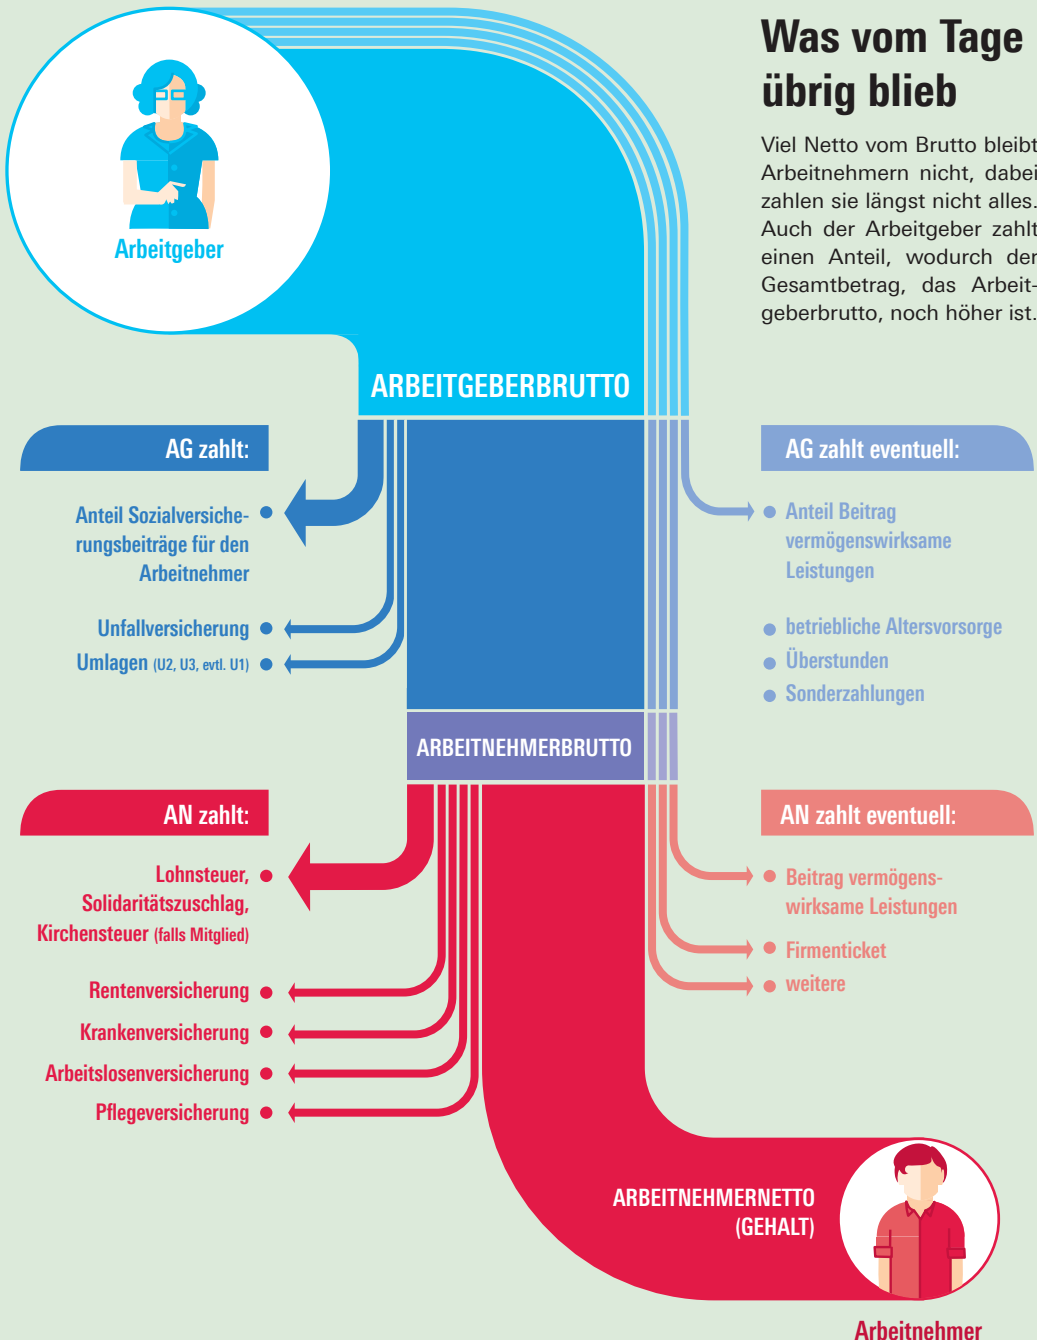 Was vom Tage
übrig blieb
Viel Netto vom Brutto bleibt
Arbeitnehmern nicht, dabei
zahlen sie längst nicht alles.
Auch der Arbeitgeber zahlt
einen Anteil, wodurch der
Gesamtbetrag, das Arbeit-
geberbrutto, noch höher ist.
Arbeitgeber
ARBEITGEBERBRUTTO
AG zahlt:
Anteil Sozialversiche-
rungsbeiträge für den
Arbeitnehmer
Unfallversicherung
Umlagen (U2, U3, evtl. U1)
AG zahlt eventuell:
Anteil Beitrag
vermögenswirksame
Leistungen
betriebliche Altersvorsorge
Überstunden
Sonderzahlungen
ARBEITNEHMERBRUTTO
AN zahlt:
Lohnsteuer,
Solidaritätszuschlag,
Kirchensteuer (falls Mitglied)
Rentenversicherung
Krankenversicherung
Arbeitslosenversicherung
Pflegeversicherung
AN zahlt eventuell:
Beitrag vermögens-
wirksame Leistungen
Firmenticket
weitere
ARBEITNEHMERNETTO
(GEHALT)
Arbeitnehmer